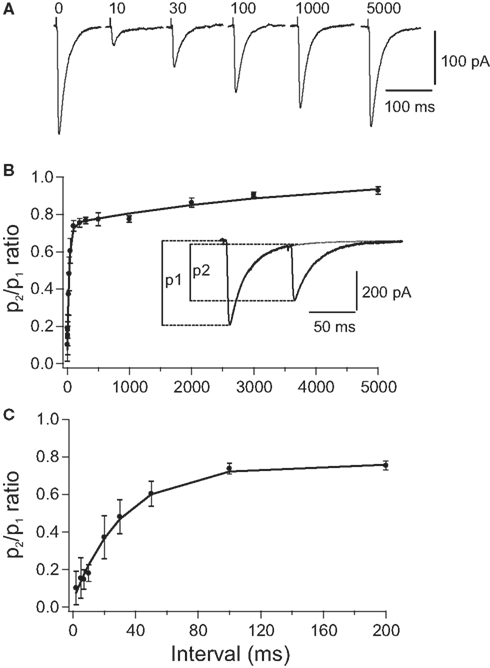 A
0 10 30 100 1000 5000
100 pA
100 ms
B
p2/p1 ratio
1.0
0.8
0.6
0.4
0.2
0.0
p1
p2
200 pA
50 ms
0 1000 2000 3000 4000 5000
C
p2/p1 ratio
1.0
0.8
0.6
0.4
0.2
0.0
0 40 80 120 160 200
Interval (ms)